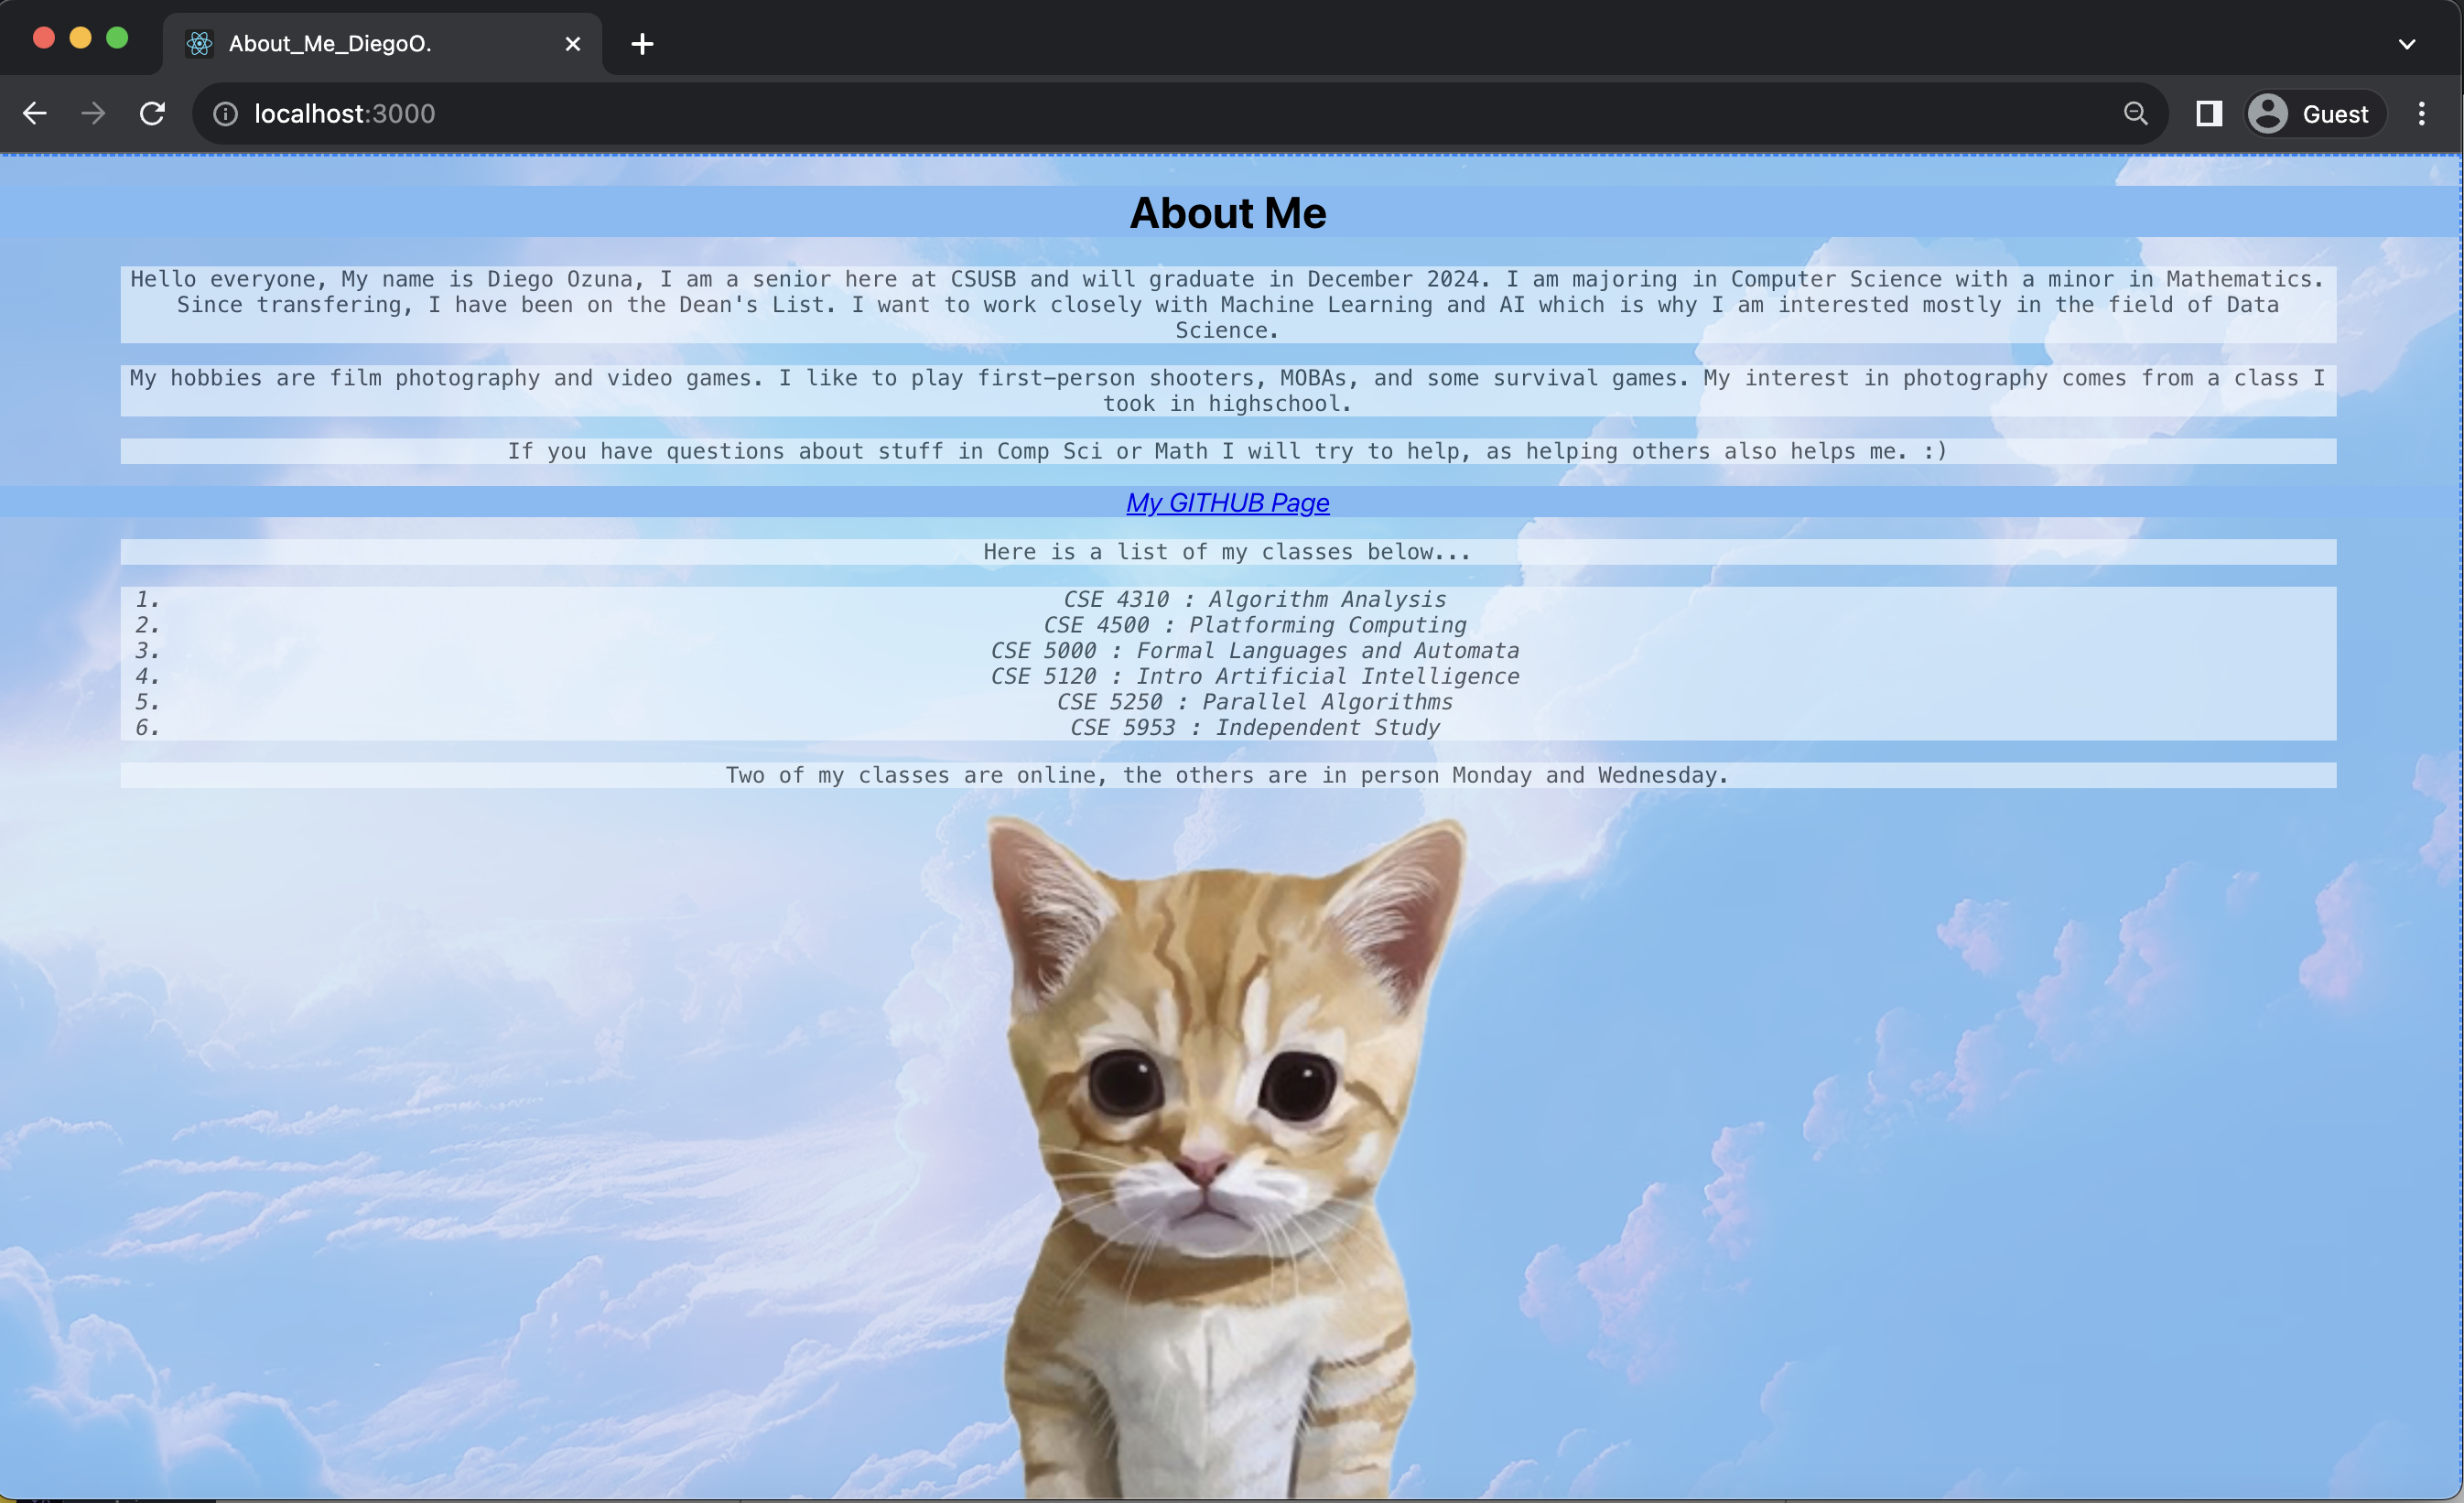 About_Me_DiegoO.
localhost:3000
Guest
About Me
Hello everyone, My name is Diego Ozuna, I am a senior here at CSUSB and will graduate in December 2024. I am majoring in Computer Science with a minor in Mathematics.
Since transfering, I have been on the Dean's List. I want to work closely with Machine Learning and AI which is why I am interested mostly in the field of Data
Science.
My hobbies are film photography and video games. I like to play first-person shooters, MOBAs, and some survival games. My interest in photography comes from a class I
took in highschool.
If you have questions about stuff in Comp Sci or Math I will try to help, as helping others also helps me. :)
My GITHUB Page
Here is a list of my classes below...
1. CSE 4310 : Algorithm Analysis
2. CSE 4500 : Platforming Computing
3. CSE 5000 : Formal Languages and Automata
4. CSE 5120 : Intro Artificial Intelligence
5. CSE 5250 : Parallel Algorithms
6. CSE 5953 : Independent Study
Two of my classes are online, the others are in person Monday and Wednesday.